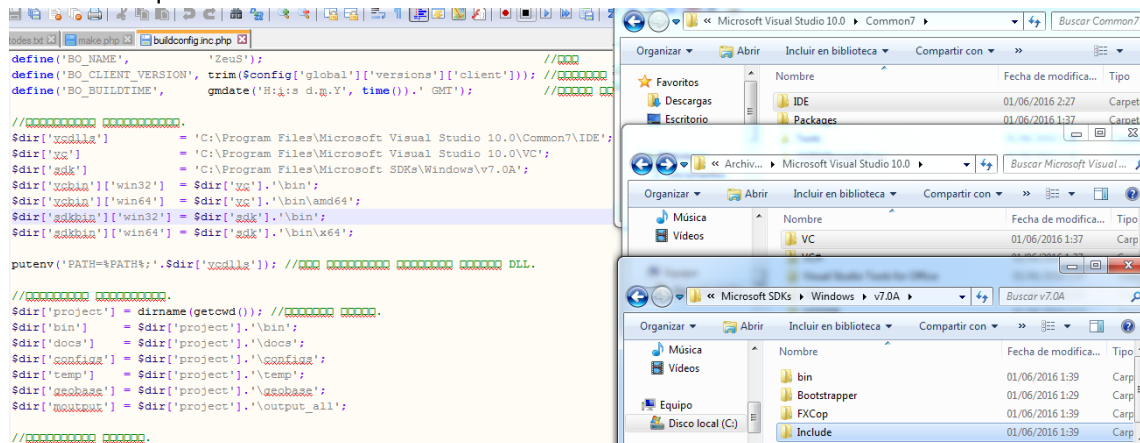 odes.txt make.php buildconfig.inc.php
define('BO_NAME', 'ZeuS');
define('BO_CLIENT_VERSION', trim($config['global']['versions']['client']));
define('BO_BUILDTIME', gmdate('H:i:s d.m.Y', time()).' GMT');
$dir['vcdlls'] = 'C:\Program Files\Microsoft Visual Studio 10.0\Common7\IDE';
$dir['vc'] = 'C:\Program Files\Microsoft Visual Studio 10.0\VC';
$dir['sdk'] = 'C:\Program Files\Microsoft SDKs\Windows\v7.0A';
$dir['vcbin']['win32'] = $dir['vc'].'\bin';
$dir['vcbin']['win64'] = $dir['vc'].'\bin\amd64';
$dir['sdkbin']['win32'] = $dir['sdk'].'\bin';
$dir['sdkbin']['win64'] = $dir['sdk'].'\bin\x64';
putenv('PATH=%PATH%;'.$dir['vcdlls']); // DLL.
$dir['project'] = dirname(getcwd()); //
$dir['bin'] = $dir['project'].'\bin';
$dir['docs'] = $dir['project'].'\docs';
$dir['configs'] = $dir['project'].'\configs';
$dir['temp'] = $dir['project'].'\temp';
$dir['geobase'] = $dir['project'].'\geobase';
$dir['moutput'] = $dir['project'].'\output_all';
« Microsoft Visual Studio 10.0 Common7 Buscar Common7
Organizar Abrir Incluir en biblioteca Compartir con »
Favoritos Nombre Fecha de modifica... Tipo
Descargas IDE 01/06/2016 2:27 Carpet
Escritorio Packages 01/06/2016 1:37 Carpet
« Archiv... Microsoft Visual Studio 10.0 Buscar Microsoft Visual ...
Organizar Abrir Incluir en biblioteca Compartir con »
Música Nombre Fecha de modifica... Tipo
Vídeos VC 01/06/2016 1:37 Carp
« Microsoft SDKs Windows v7.0A Buscar v7.0A
Organizar Abrir Incluir en biblioteca Compartir con »
Música Nombre Fecha de modifica... Tipo
Vídeos bin 01/06/2016 1:39 Carp
Bootstrapper 01/06/2016 1:29 Carp
Equipo FXCop 01/06/2016 1:39 Carp
Disco local (C:) Include 01/06/2016 1:39 Carp